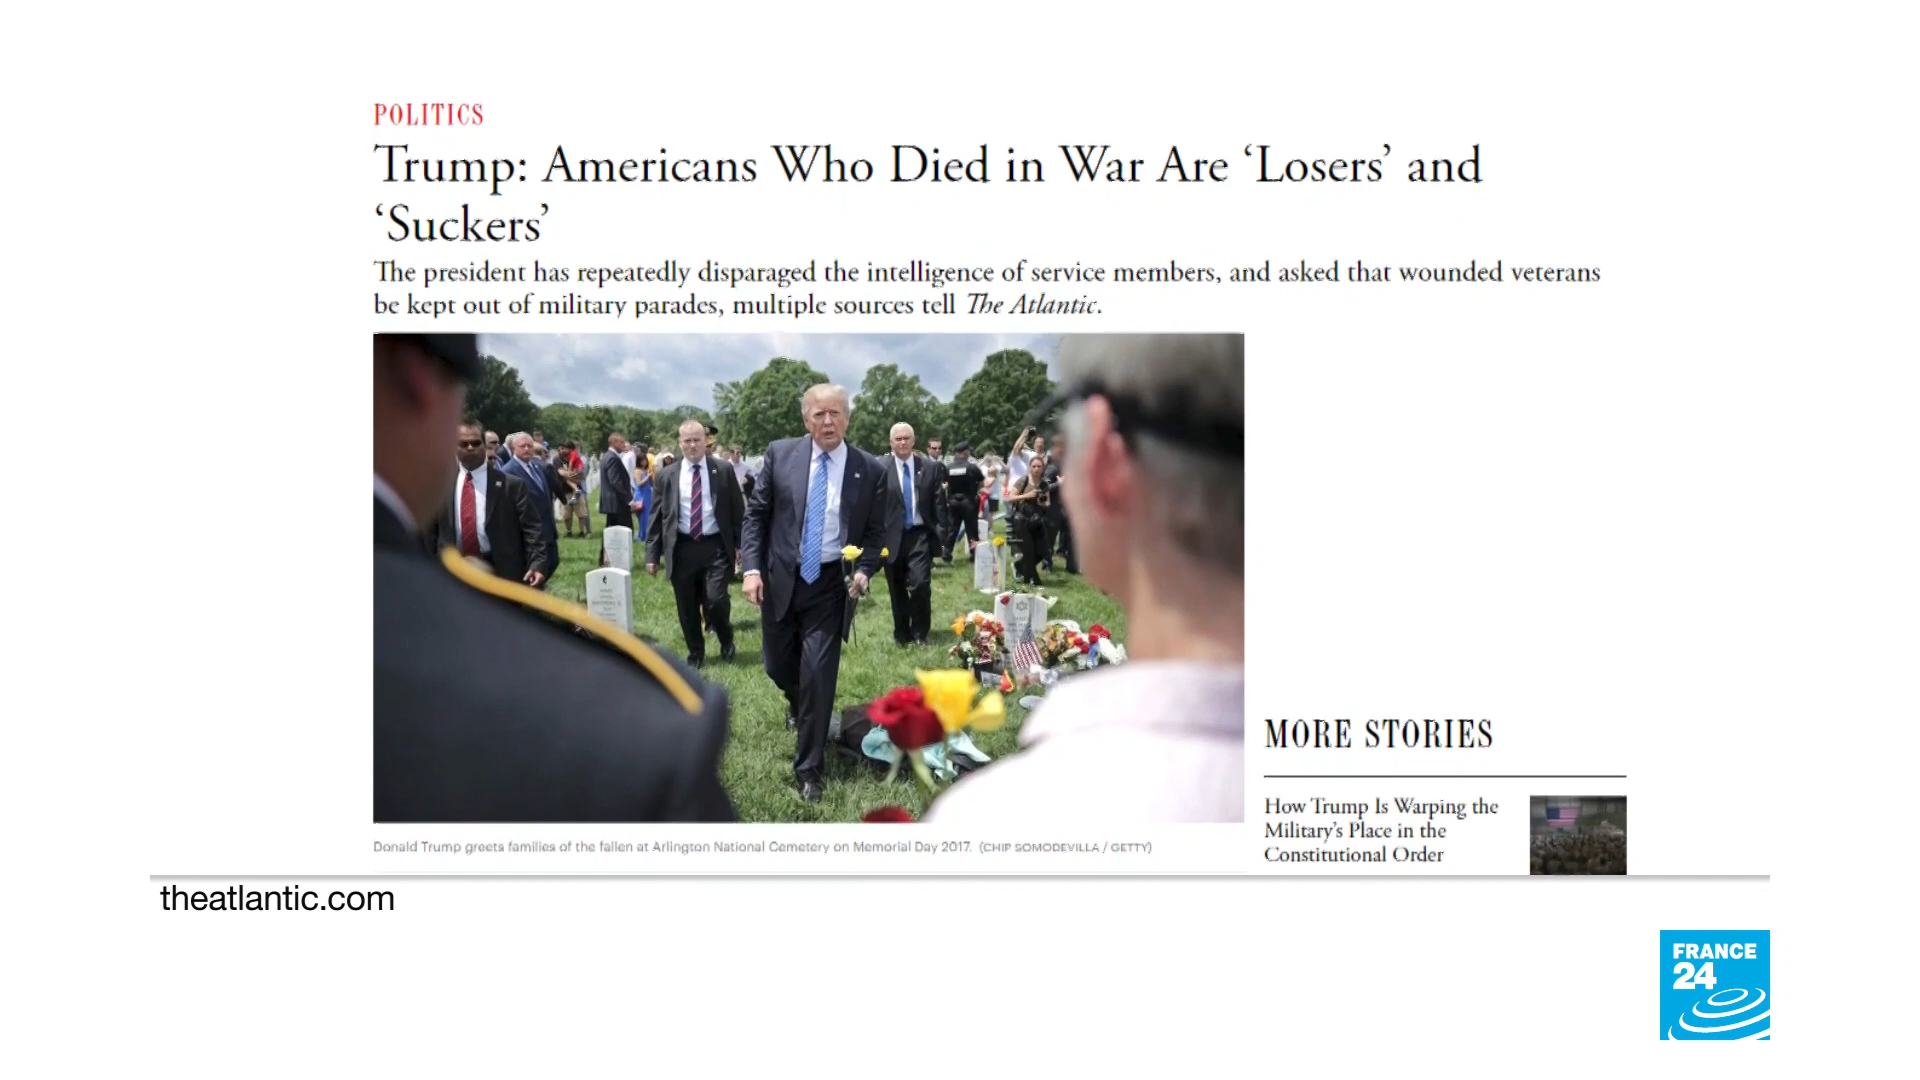 POLITICS
Trump: Americans Who Died in War Are ‘Losers’ and
‘Suckers’
The president has repeatedly disparaged the intelligence of service members, and asked that wounded veterans
be kept out of military parades, multiple sources tell The Atlantic.
Donald Trump greets families of the fallen at Arlington National Cemetery on Memorial Day 2017. (CHIP SOMODEVILLA / GETTY)
MORE STORIES
How Trump Is Warping the
Military’s Place in the
Constitutional Order
theatlantic.com
FRANCE
24